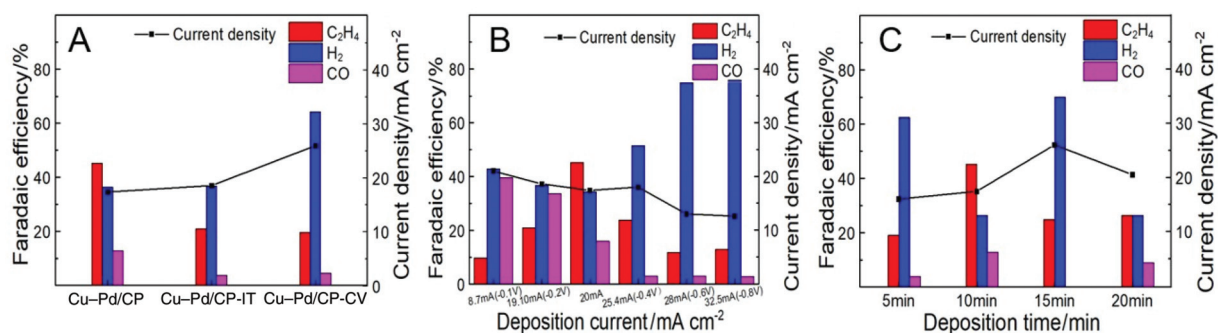 A
Current density
C₂H₄
H₂
CO
Faradaic efficiency/%
80
60
40
20
Current density/mA cm⁻²
40
30
20
10
0
Cu–Pd/CP
Cu–Pd/CP-IT
Cu–Pd/CP-CV
B
Current density
C₂H₄
H₂
CO
Faradaic efficiency/%
80
60
40
20
0
Current density/mA cm⁻²
40
30
20
10
0
8.7mA(-0.1V)
19.10mA(-0.2V)
20mA
25.4mA(-0.4V)
28mA(-0.6V)
32.5mA(-0.8V)
Deposition current/mA cm⁻²
C
Current density
C₂H₄
H₂
CO
Faradaic efficiency/%
80
60
40
20
Current density/mA cm⁻²
40
30
20
10
0
5min
10min
15min
20min
Deposition time/min